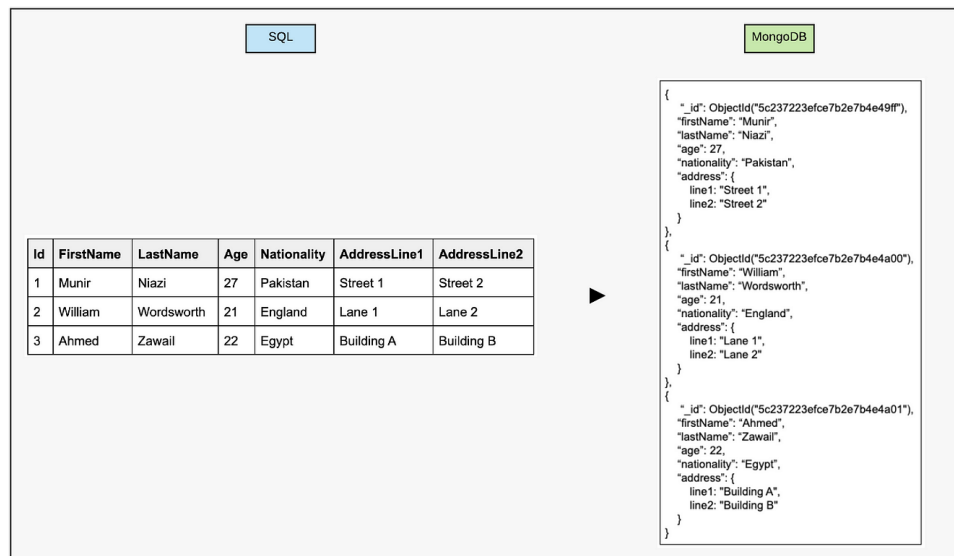 SQL
MongoDB
Id FirstName LastName Age Nationality AddressLine1 AddressLine2
1 Munir Niazi 27 Pakistan Street 1 Street 2
2 William Wordsworth 21 England Lane 1 Lane 2
3 Ahmed Zawail 22 Egypt Building A Building B
{
“_id”: ObjectId("5c237223efce7b2e7b4e49ff"),
“firstName”: “Munir”,
“lastName”: “Niazi”,
“age”: 27,
“nationality”: “Pakistan”,
“address”: {
line1: "Street 1",
line2: "Street 2"
}
},
{
“_id”: ObjectId("5c237223efce7b2e7b4e4a00"),
“firstName”: “William”,
“lastName”: “Wordsworth”,
“age”: 21,
“nationality”: “England”,
“address”: {
line1: "Lane 1",
line2: "Lane 2"
}
},
{
“_id”: ObjectId("5c237223efce7b2e7b4e4a01"),
“firstName”: “Ahmed”,
“lastName”: “Zawail”,
“age”: 22,
“nationality”: “Egypt”,
“address”: {
line1: "Building A",
line2: "Building B"
}
}